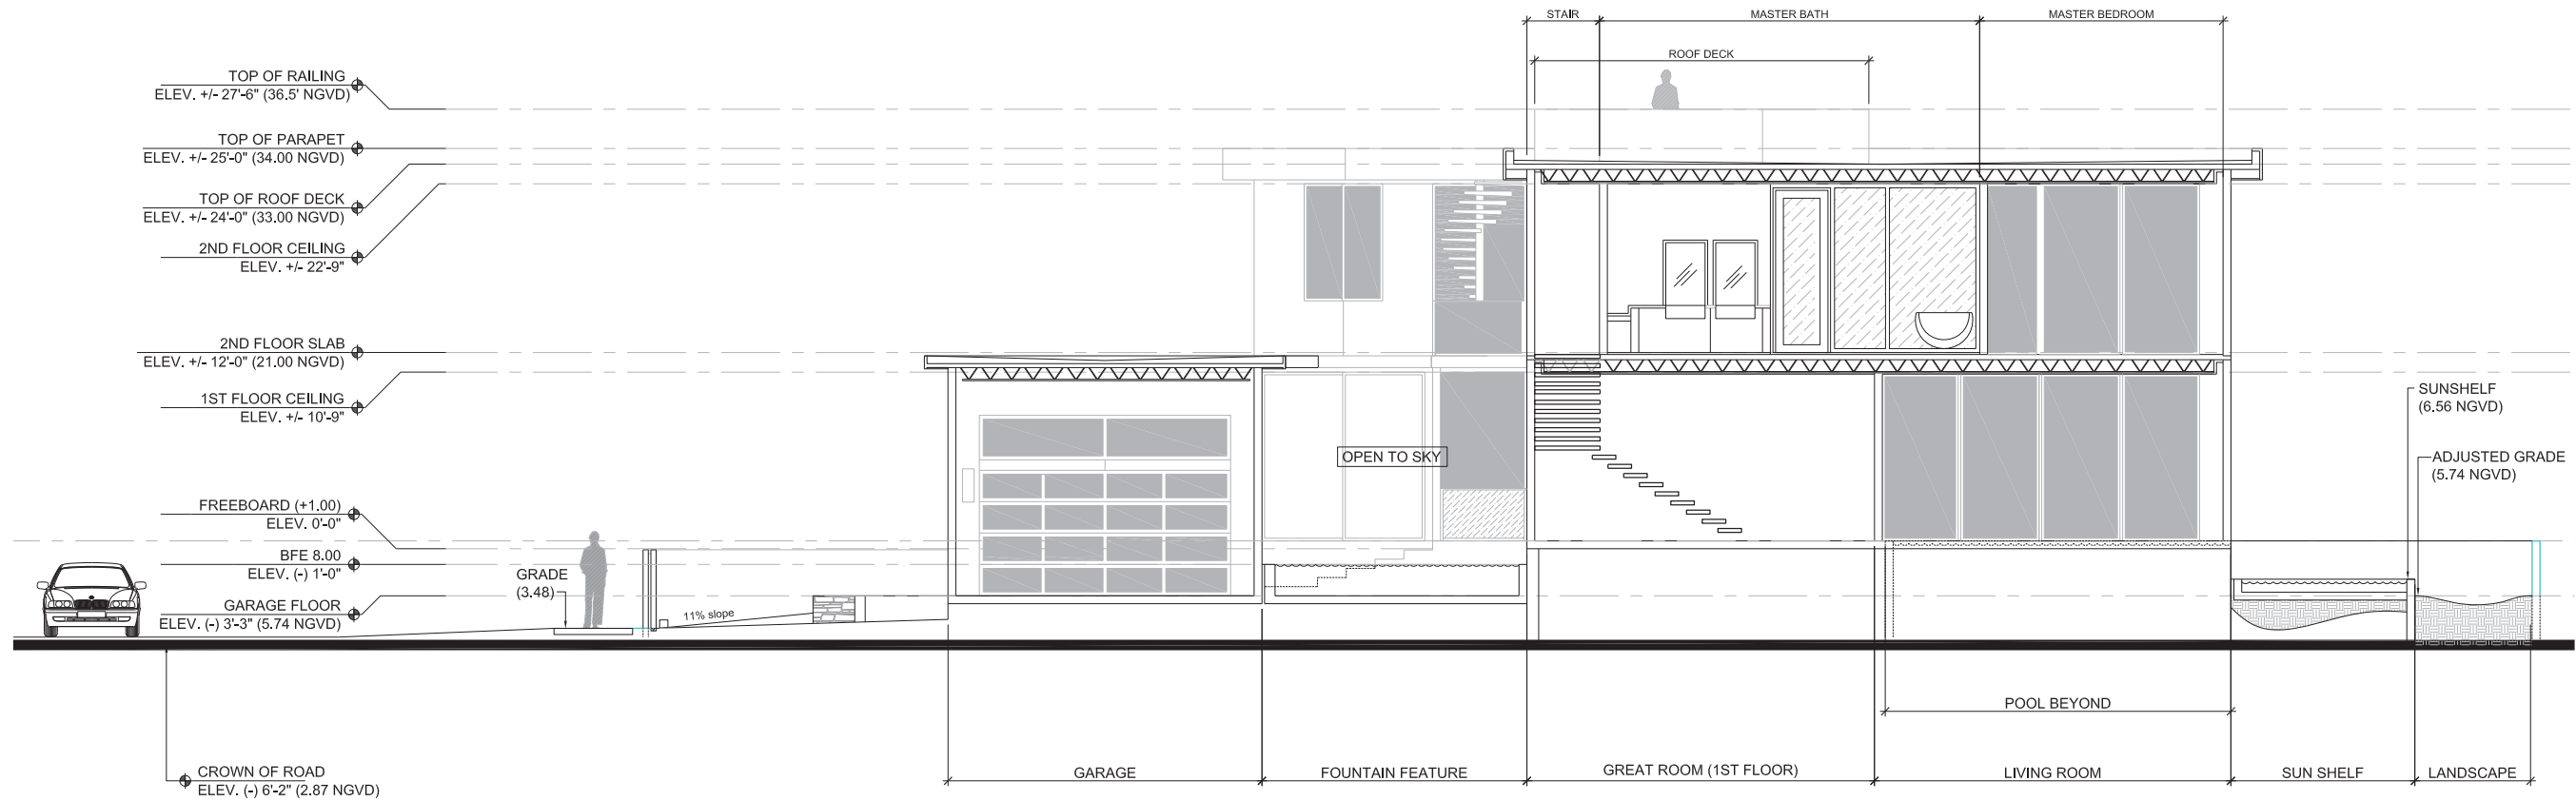 STAIR
MASTER BATH
MASTER BEDROOM
ROOF DECK
TOP OF RAILING
ELEV. +/- 27'-6" (36.5' NGVD)
TOP OF PARAPET
ELEV. +/- 25'-0" (34.00 NGVD)
TOP OF ROOF DECK
ELEV. +/- 24'-0" (33.00 NGVD)
2ND FLOOR CEILING
ELEV. +/- 22'-9"
2ND FLOOR SLAB
ELEV. +/- 12'-0" (21.00 NGVD)
1ST FLOOR CEILING
ELEV. +/- 10'-9"
SUNSHELF
(6.56 NGVD)
OPEN TO SKY
ADJUSTED GRADE
(5.74 NGVD)
FREEBOARD (+1.00)
ELEV. 0'-0"
BFE 8.00
ELEV. (-) 1'-0"
GRADE
(3.48)
GARAGE FLOOR
ELEV. (-) 3'-3" (5.74 NGVD)
11% slope
POOL BEYOND
CROWN OF ROAD
ELEV. (-) 6'-2" (2.87 NGVD)
GARAGE
FOUNTAIN FEATURE
GREAT ROOM (1ST FLOOR)
LIVING ROOM
SUN SHELF
LANDSCAPE